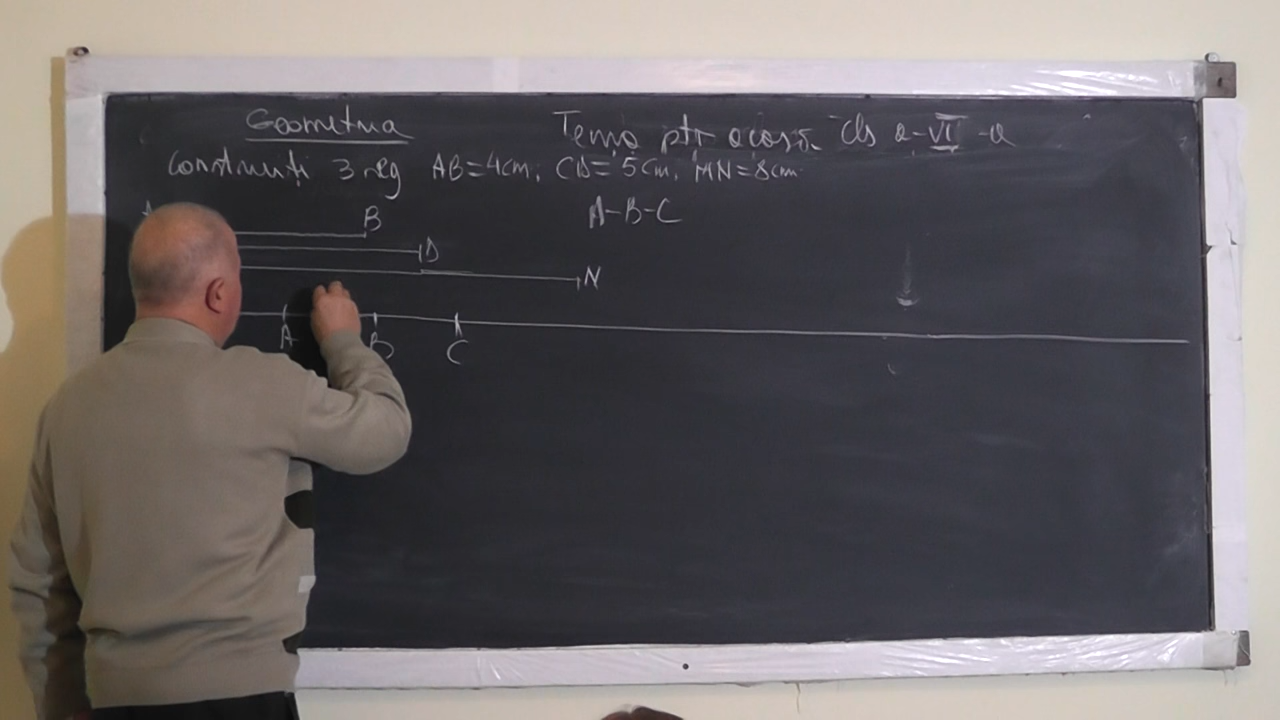 Geometria
Tema ptr acasă cls a-VI-a
Construiți 3 seg AB=4cm; CD=5cm; MN=8cm
A-B-C
A B
D
N
A B C